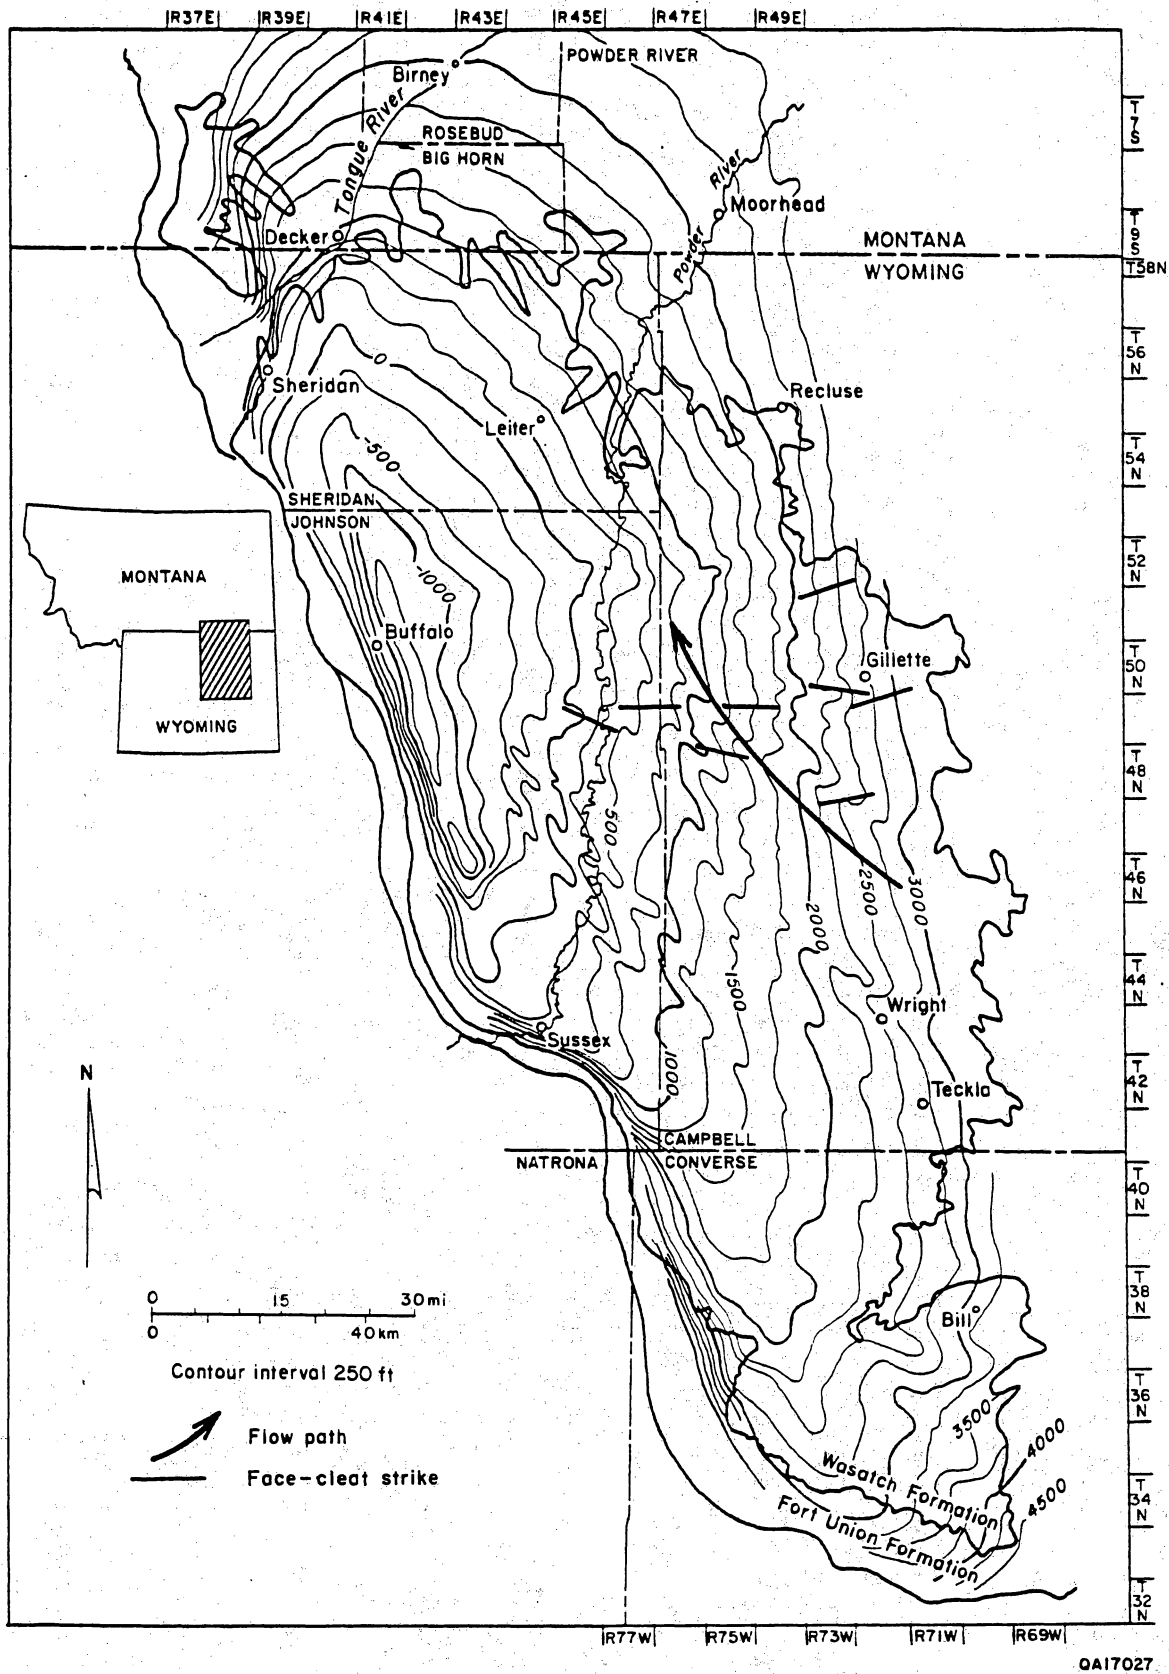 R37E R39E R41E R43E R45E R47E R49E
POWDER RIVER
Birney
Tongue River
ROSEBUD
BIG HORN
T 7 S
River
Moorhead
Decker
T 9 S
Powder
MONTANA
WYOMING
T58N
T 56 N
0
Sheridan
Recluse
Leiter
-500
T 54 N
SHERIDAN
JOHNSON
T 52 N
MONTANA
-1000
Buffalo
T 50 N
Gillette
WYOMING
T 48 N
500
T 46 N
2000
2500
3000
T 44 N
1500
Wright
Sussex
N
1000
T 42 N
Teckla
CAMPBELL
NATRONA
CONVERSE
T 40 N
T 38 N
0 15 30 mi
0 40 km
Bill
Contour interval 250 ft
T 36 N
3500
Flow path
4000
Face-cleat strike
Wasatch Formation
T 34 N
4500
Fort Union Formation
T 32 N
R77W R75W R73W R71W R69W
QA17027